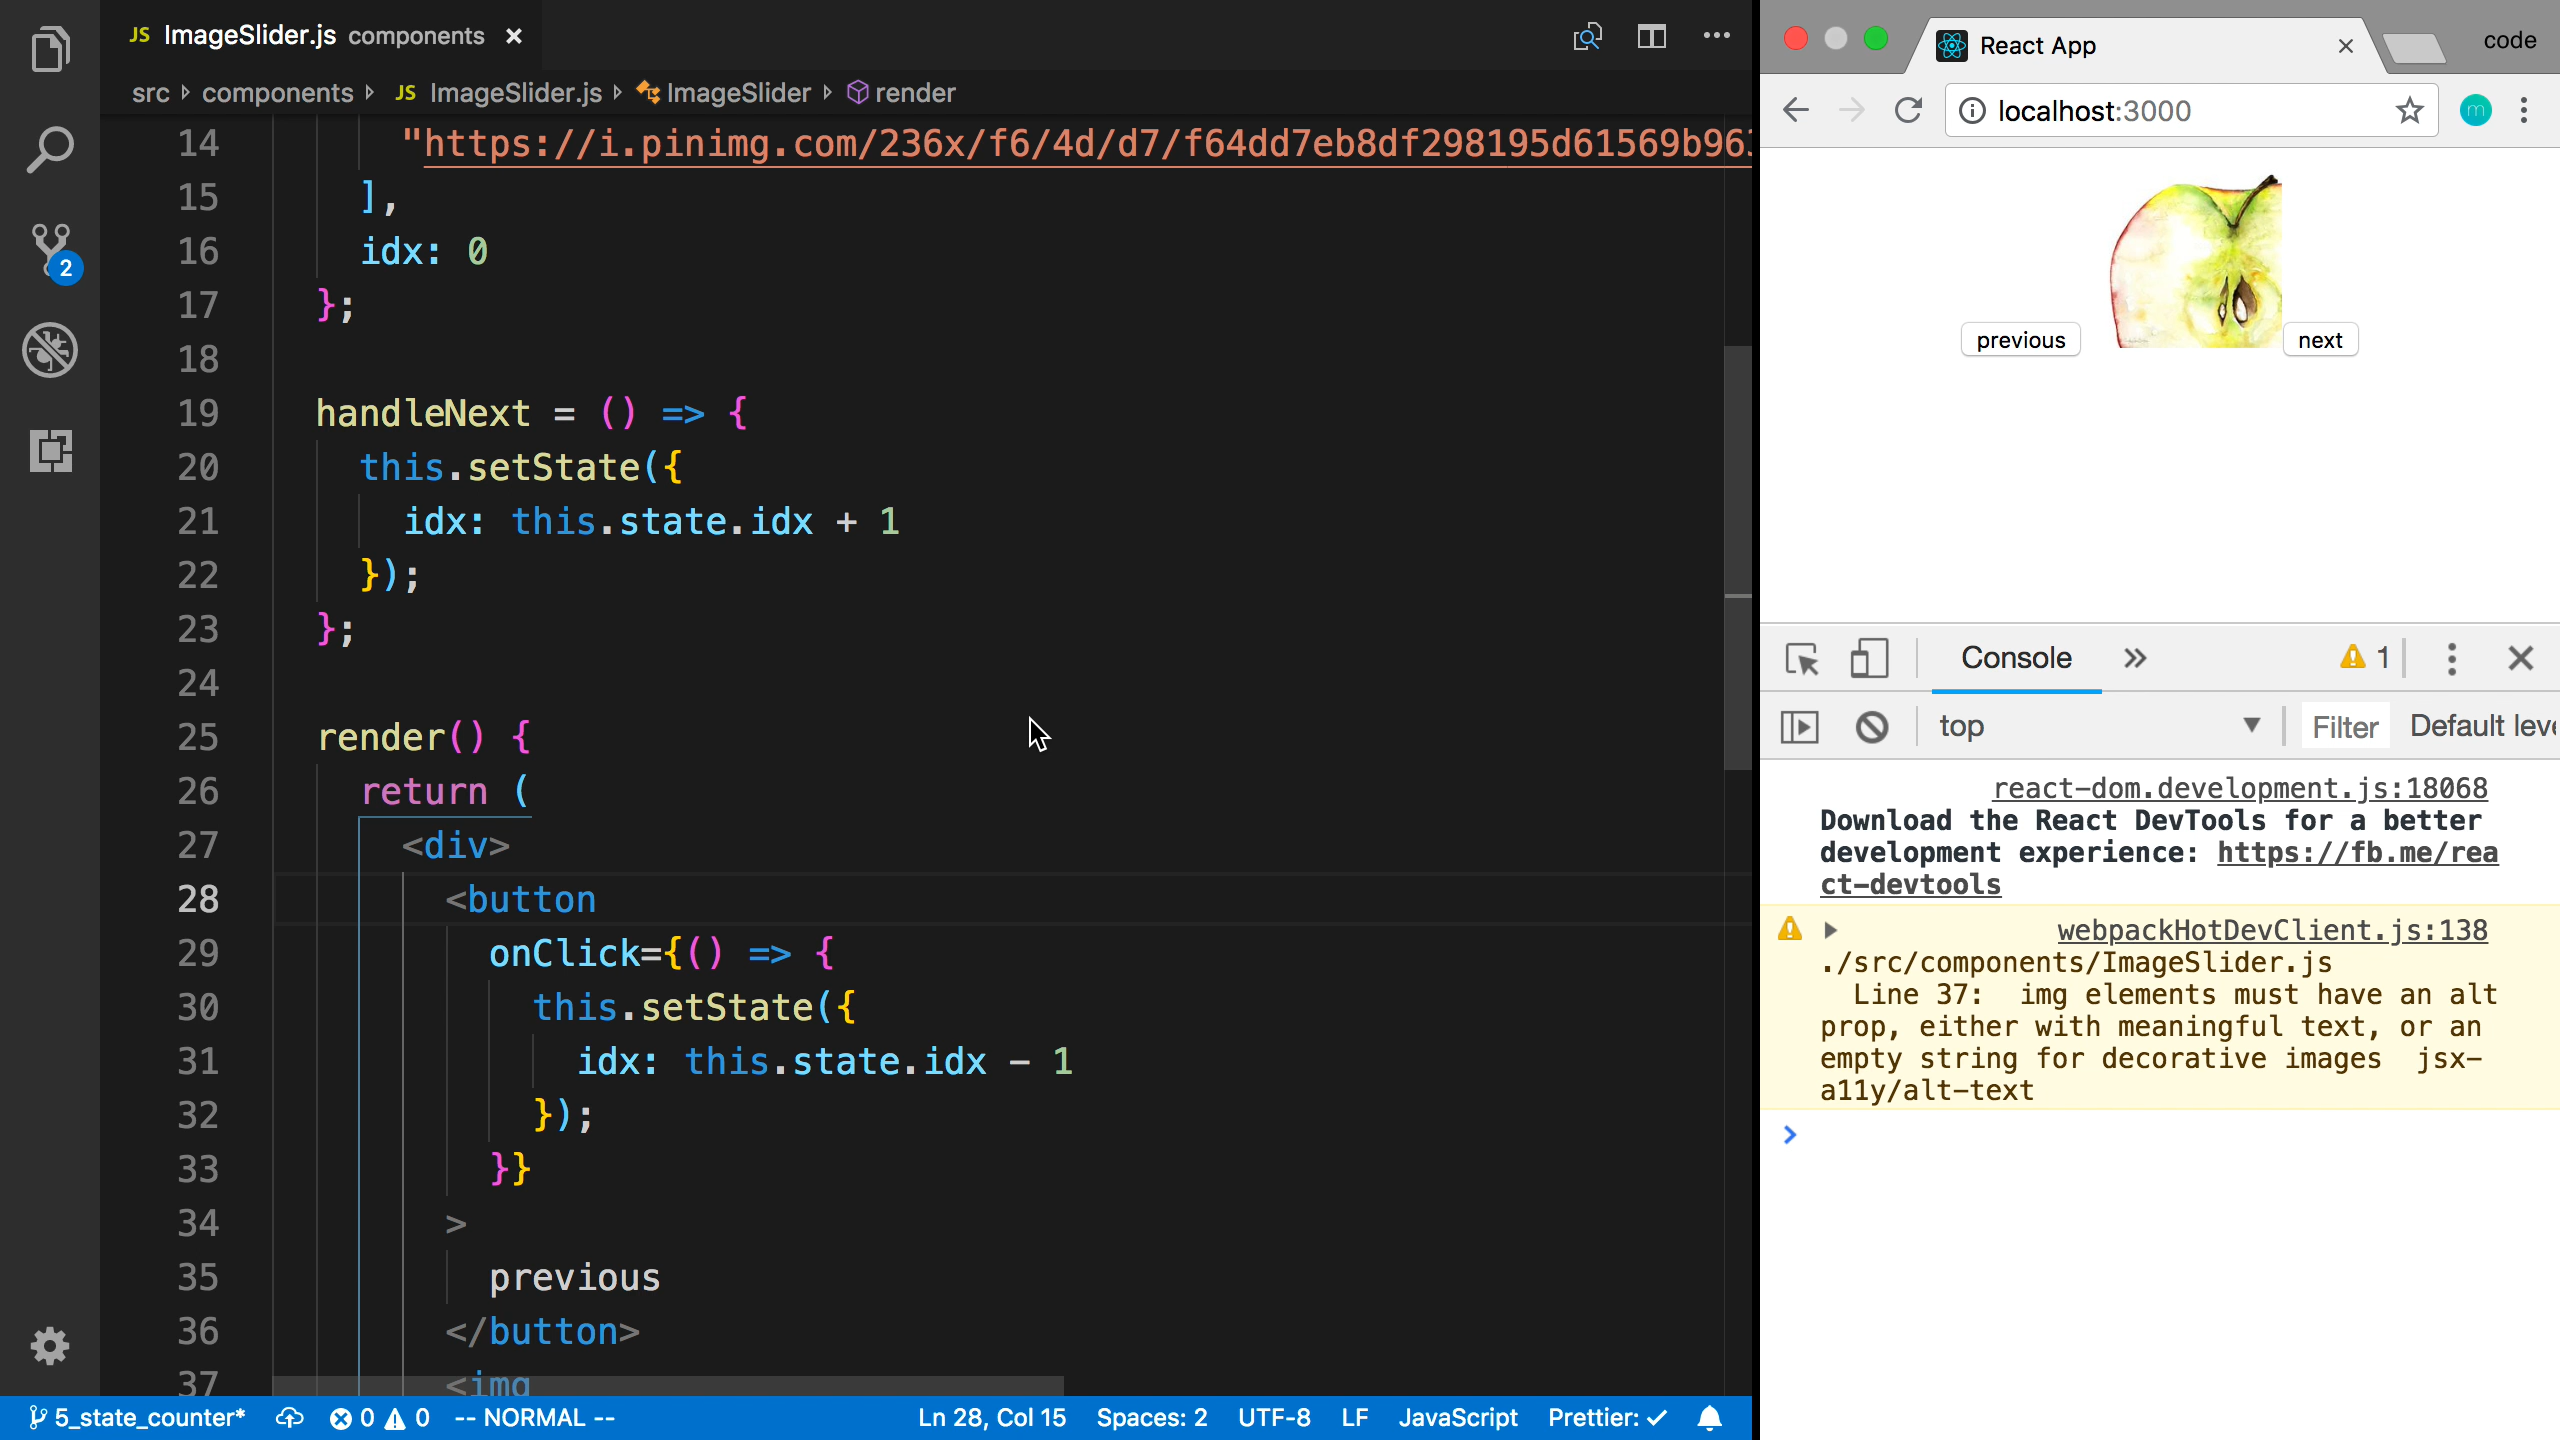 JS ImageSlider.js components ×
src components JS ImageSlider.js ImageSlider render
14 "https://i.pinimg.com/236x/f6/4d/d7/f64dd7eb8df298195d61569b96
15 ],
16 idx: 0
17 };
18
19 handleNext = () => {
20 this.setState({
21 idx: this.state.idx + 1
22 });
23 };
24
25 render() {
26 return (
27 <div>
28 <button
29 onClick={() => {
30 this.setState({
31 idx: this.state.idx - 1
32 });
33 }}
34 >
35 previous
36 </button>
37 <img
2
5_state_counter* 0 0 -- NORMAL -- Ln 28, Col 15 Spaces: 2 UTF-8 LF JavaScript Prettier: ✓
React App × code
localhost:3000 m
previous next
Console » 1
top Filter Default leve
react-dom.development.js:18068
Download the React DevTools for a better
development experience: https://fb.me/rea
ct-devtools
webpackHotDevClient.js:138
./src/components/ImageSlider.js
Line 37: img elements must have an alt
prop, either with meaningful text, or an
empty string for decorative images jsx-
a11y/alt-text